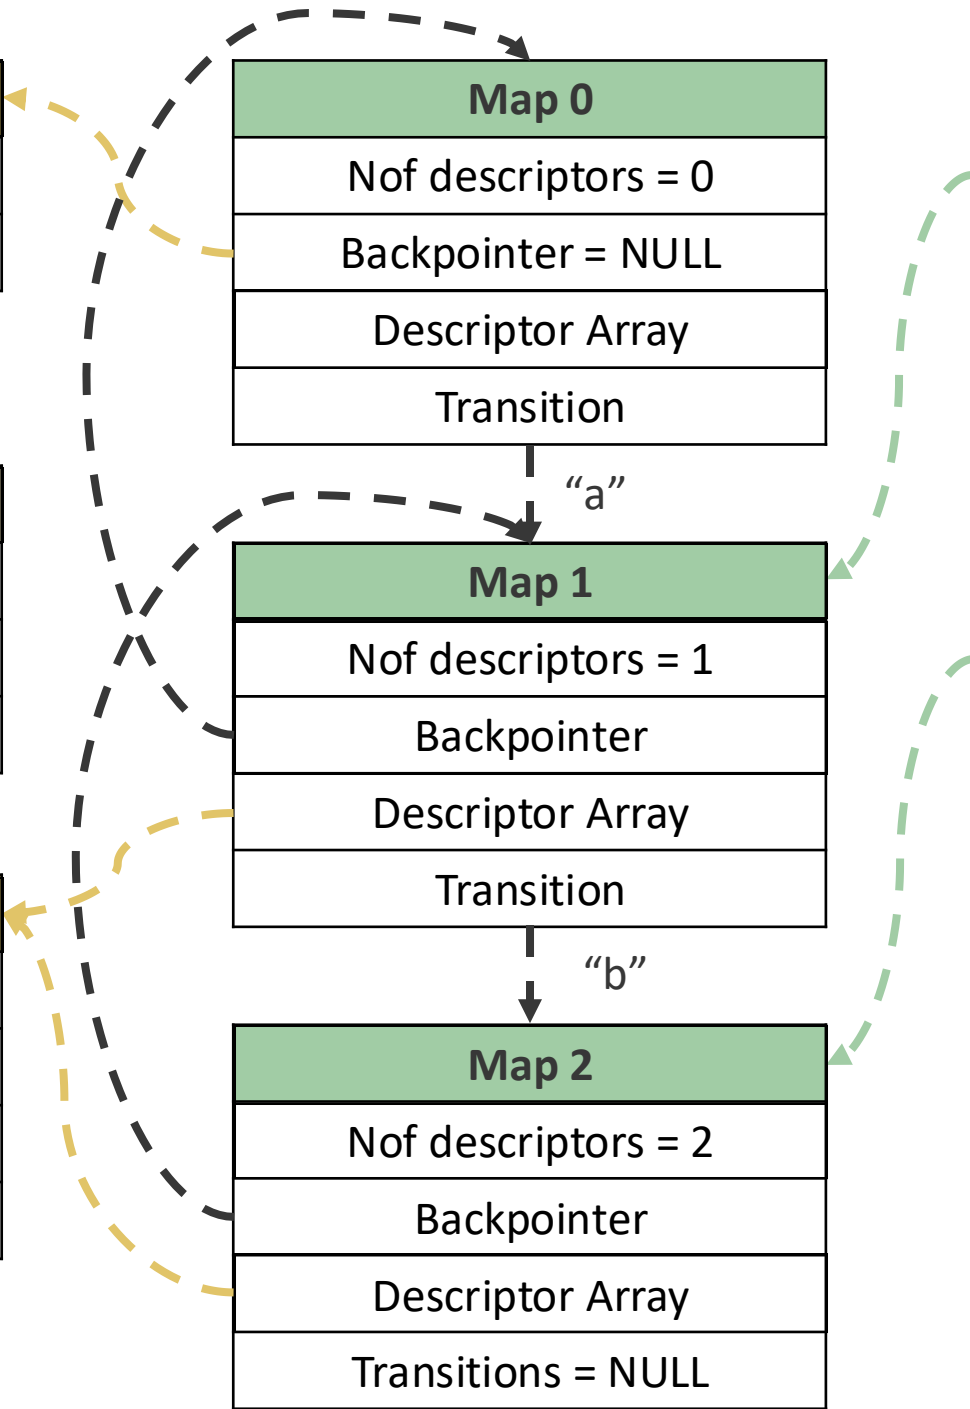 Map 0
Nof descriptors = 0
Backpointer = NULL
Descriptor Array
Transition
“a”
Map 1
Nof descriptors = 1
Backpointer
Descriptor Array
Transition
“b”
Map 2
Nof descriptors = 2
Backpointer
Descriptor Array
Transitions = NULL